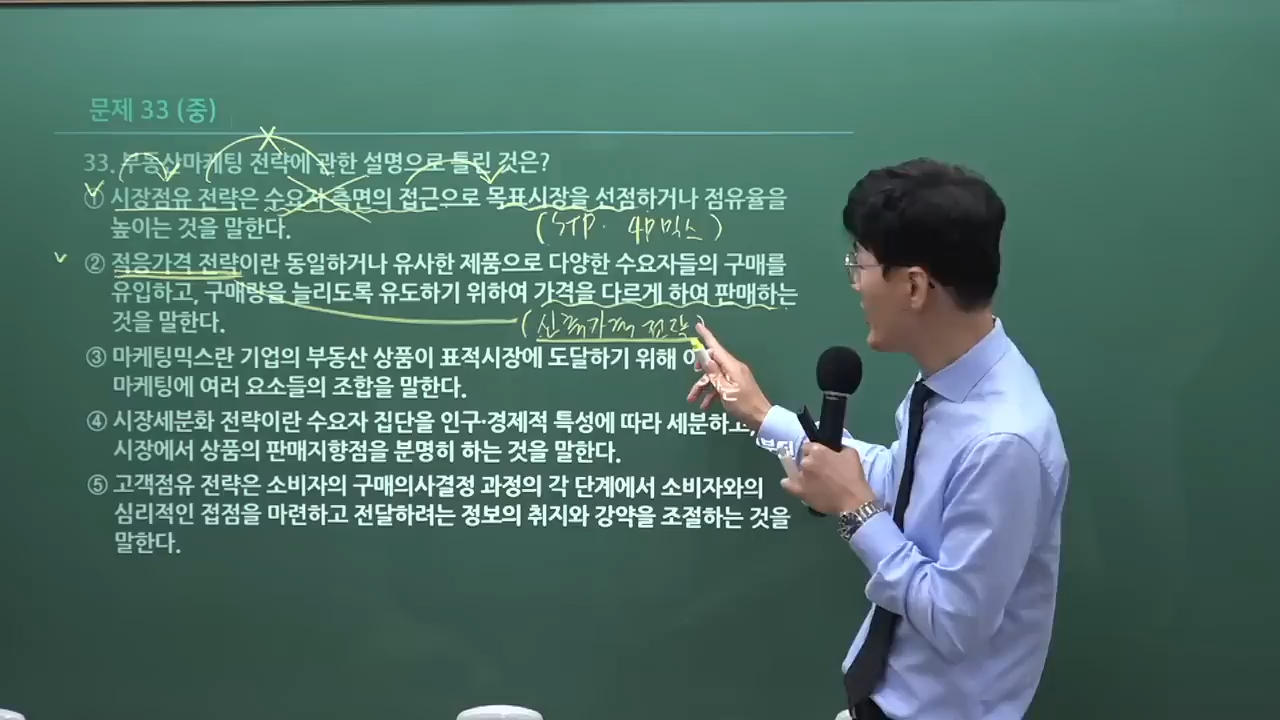 문제 33 (중)
33. 부동산마케팅 전략에 관한 설명으로 틀린 것은?
① 시장점유 전략은 수요자 측면의 접근으로 목표시장을 선점하거나 점유율을
높이는 것을 말한다.
(STP· 4P믹스)
② 적응가격 전략이란 동일하거나 유사한 제품으로 다양한 수요자들의 구매를
유입하고, 구매량을 늘리도록 유도하기 위하여 가격을 다르게 하여 판매하는
것을 말한다.
(신축가격 전략)
③ 마케팅믹스란 기업의 부동산 상품이 표적시장에 도달하기 위해
마케팅에 여러 요소들의 조합을 말한다.
④ 시장세분화 전략이란 수요자 집단을 인구·경제적 특성에 따라 세분하고,
시장에서 상품의 판매지향점을 분명히 하는 것을 말한다.
⑤ 고객점유 전략은 소비자의 구매의사결정 과정의 각 단계에서 소비자와의
심리적인 접점을 마련하고 전달하려는 정보의 취지와 강약을 조절하는 것을
말한다.